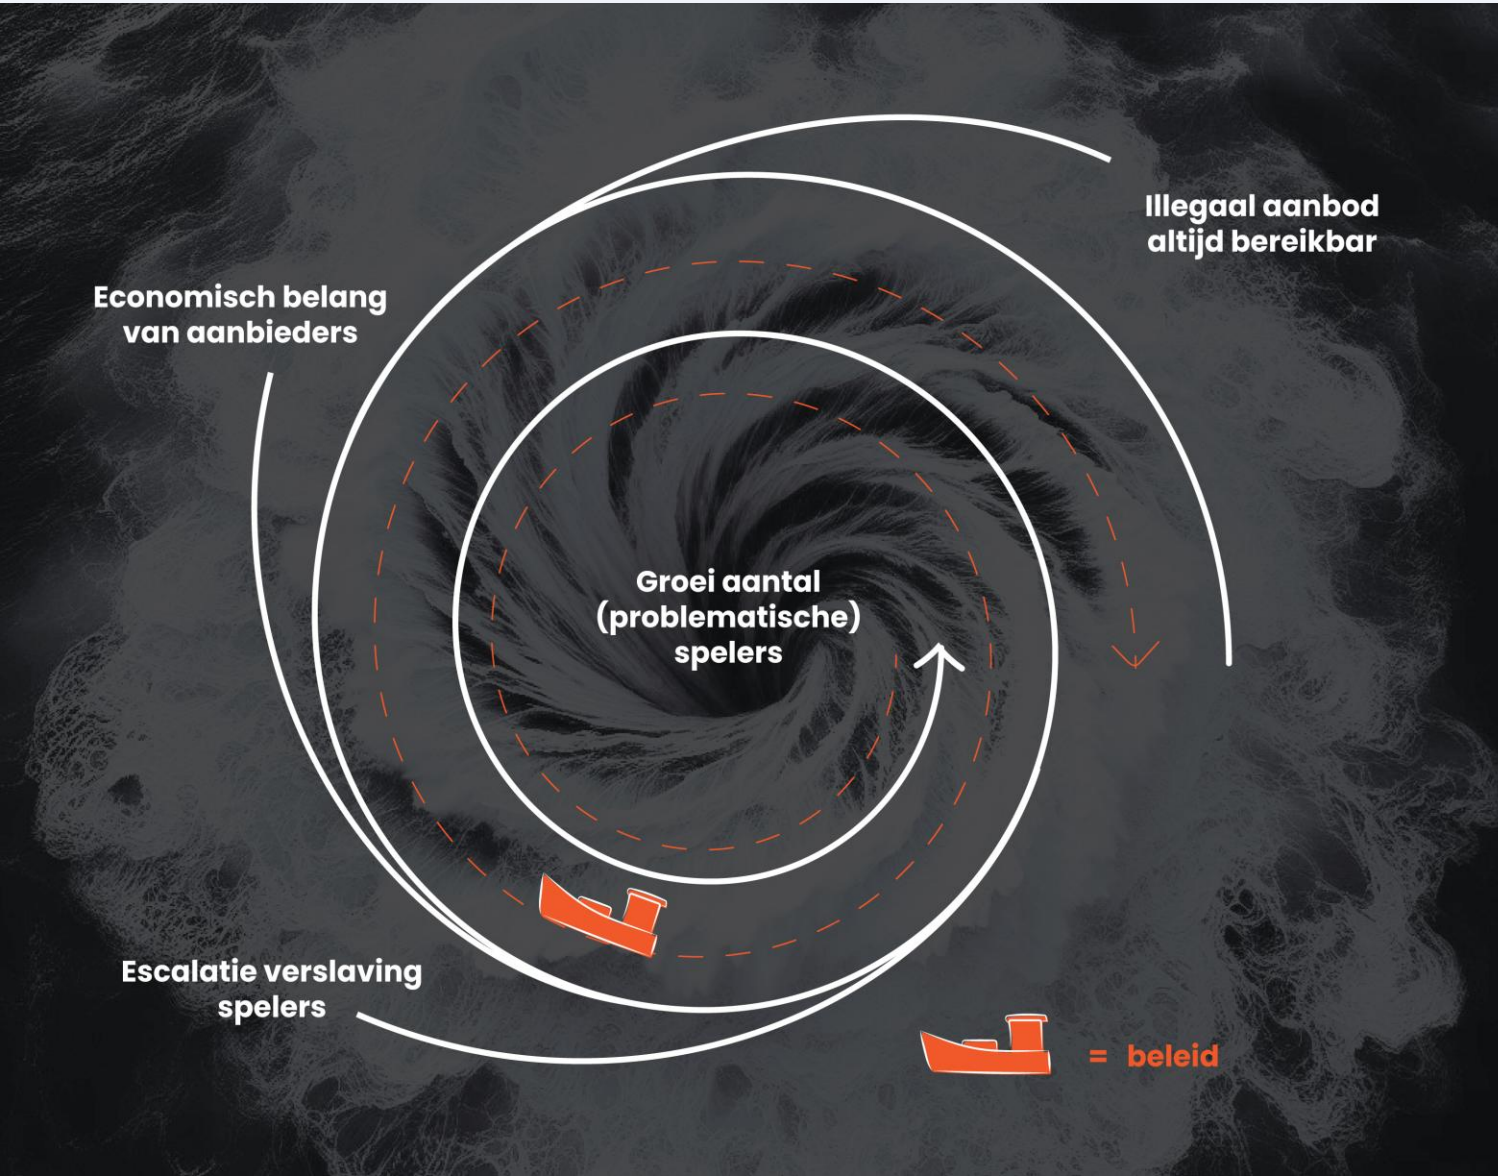 Illegaal aanbod
altijd bereikbar
Economisch belang
van aanbieders
Groei aantal
(problematische)
spelers
Escalatie verslaving
spelers
= beleid